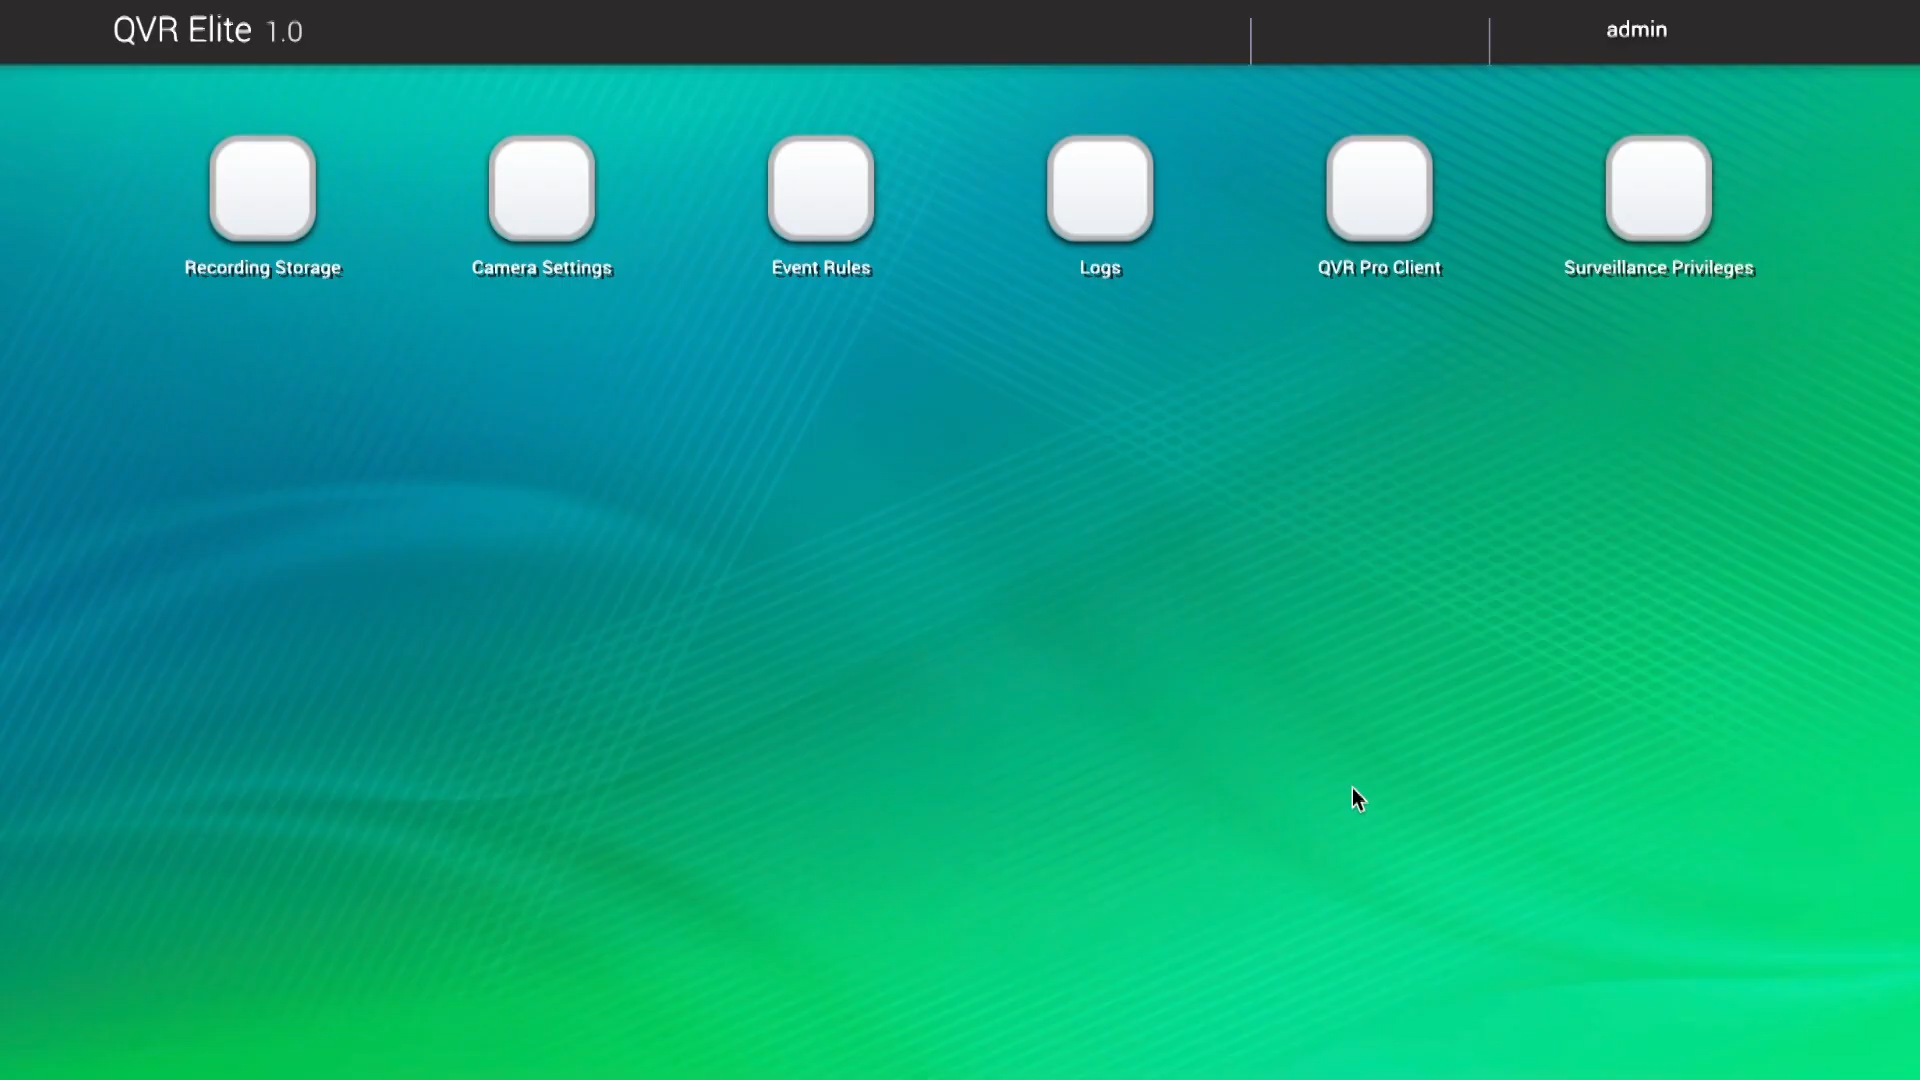 QVR Elite 1.0
admin
Recording Storage
Camera Settings
Event Rules
Logs
QVR Pro Client
Surveillance Privileges